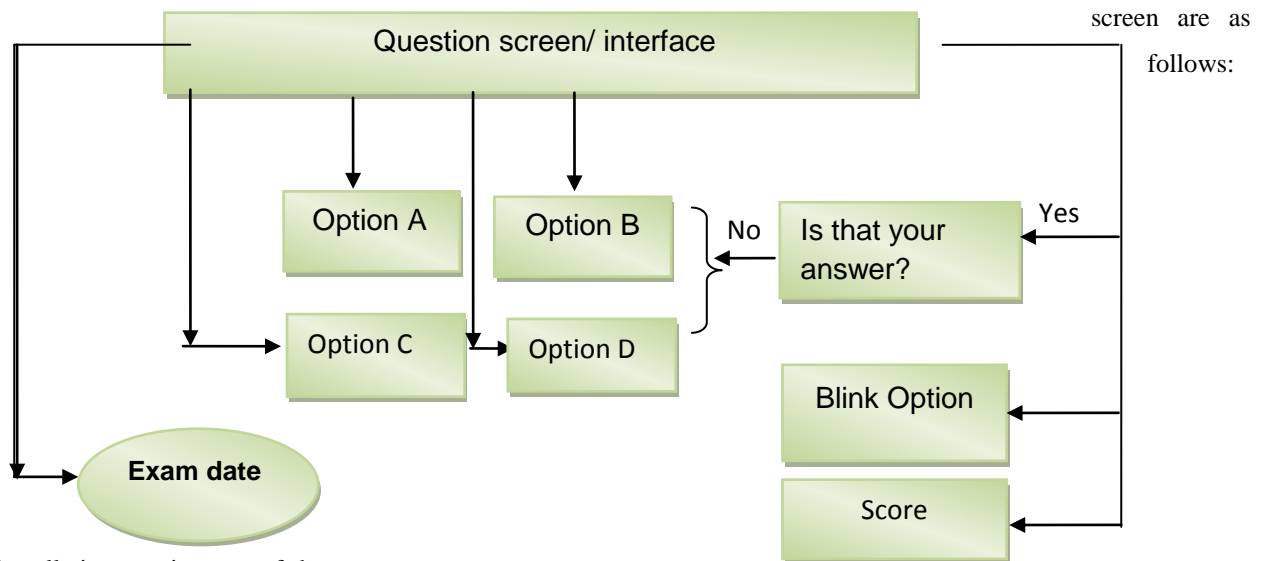 screen are as
follows:
Question screen/ interface
Option A
Option B
No
Is that your
answer?
Yes
Option C
Option D
Blink Option
Exam date
Score